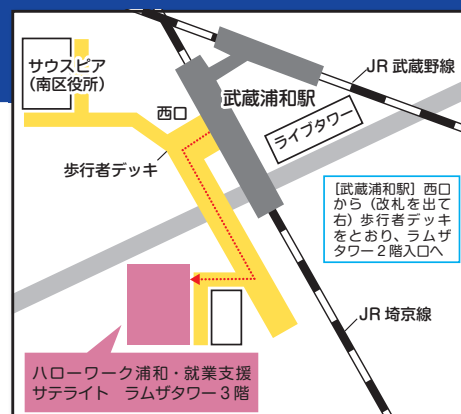 サウスピア
(南区役所)
西口
武蔵浦和駅
JR 武蔵野線
ライブタワー
歩行者デッキ
[武蔵浦和駅] 西口
から(改札を出て
右)歩行者デッキ
をとおり、ラムザ
タワー2階入口へ
JR 埼京線
ハローワーク浦和・就業支援
サテライト ラムザタワー3階